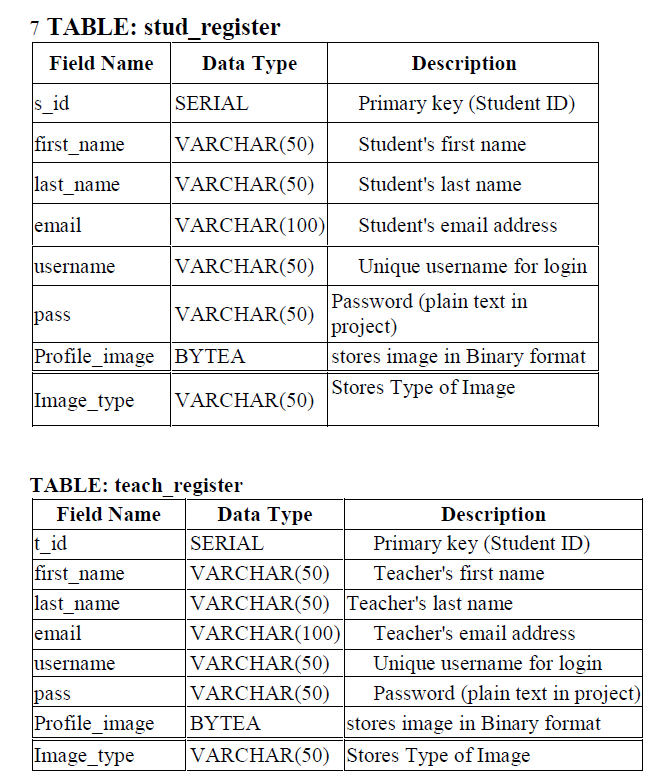 7 TABLE: stud_register
Field Name Data Type Description
s_id SERIAL Primary key (Student ID)
first_name VARCHAR(50) Student's first name
last_name VARCHAR(50) Student's last name
email VARCHAR(100) Student's email address
username VARCHAR(50) Unique username for login
pass VARCHAR(50) Password (plain text in
project)
Profile_image BYTEA stores image in Binary format
Image_type VARCHAR(50) Stores Type of Image
TABLE: teach_register
Field Name Data Type Description
t_id SERIAL Primary key (Student ID)
first_name VARCHAR(50) Teacher's first name
last_name VARCHAR(50) Teacher's last name
email VARCHAR(100) Teacher's email address
username VARCHAR(50) Unique username for login
pass VARCHAR(50) Password (plain text in project)
Profile_image BYTEA stores image in Binary format
Image_type VARCHAR(50) Stores Type of Image